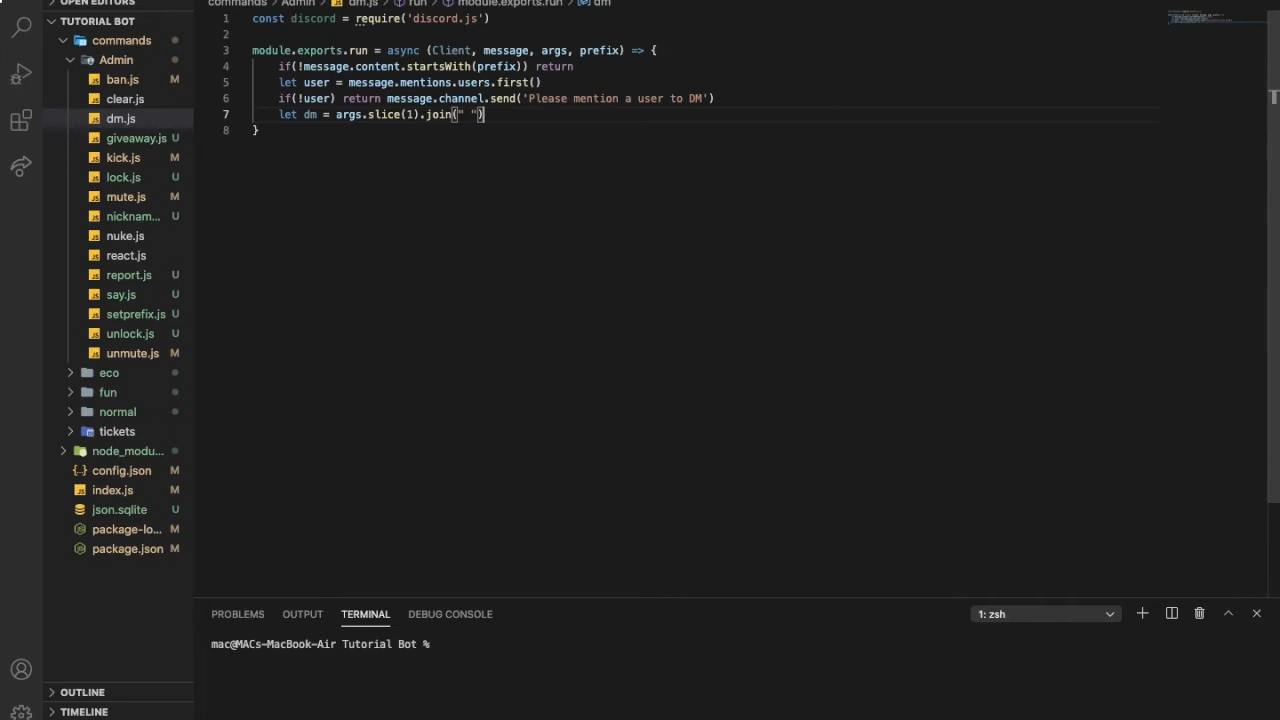 OPEN EDITORS
TUTORIAL BOT
commands
Admin
ban.js M
clear.js
dm.js
giveaway.js U
kick.js M
lock.js U
mute.js M
nicknam... U
nuke.js
react.js
report.js U
say.js U
setprefix.js U
unlock.js U
unmute.js M
eco
fun
normal
tickets
node_modu...
config.json M
index.js M
json.sqlite U
package-lo... M
package.json M
OUTLINE
TIMELINE
commands > Admin > dm.js > run > module.exports.run > dm
1 const discord = require('discord.js')
2
3 module.exports.run = async (Client, message, args, prefix) => {
4 if(!message.content.startsWith(prefix)) return
5 let user = message.mentions.users.first()
6 if(!user) return message.channel.send('Please mention a user to DM')
7 let dm = args.slice(1).join(" ")
8 }
PROBLEMS OUTPUT TERMINAL DEBUG CONSOLE 1: zsh
mac@MACs-MacBook-Air Tutorial Bot %